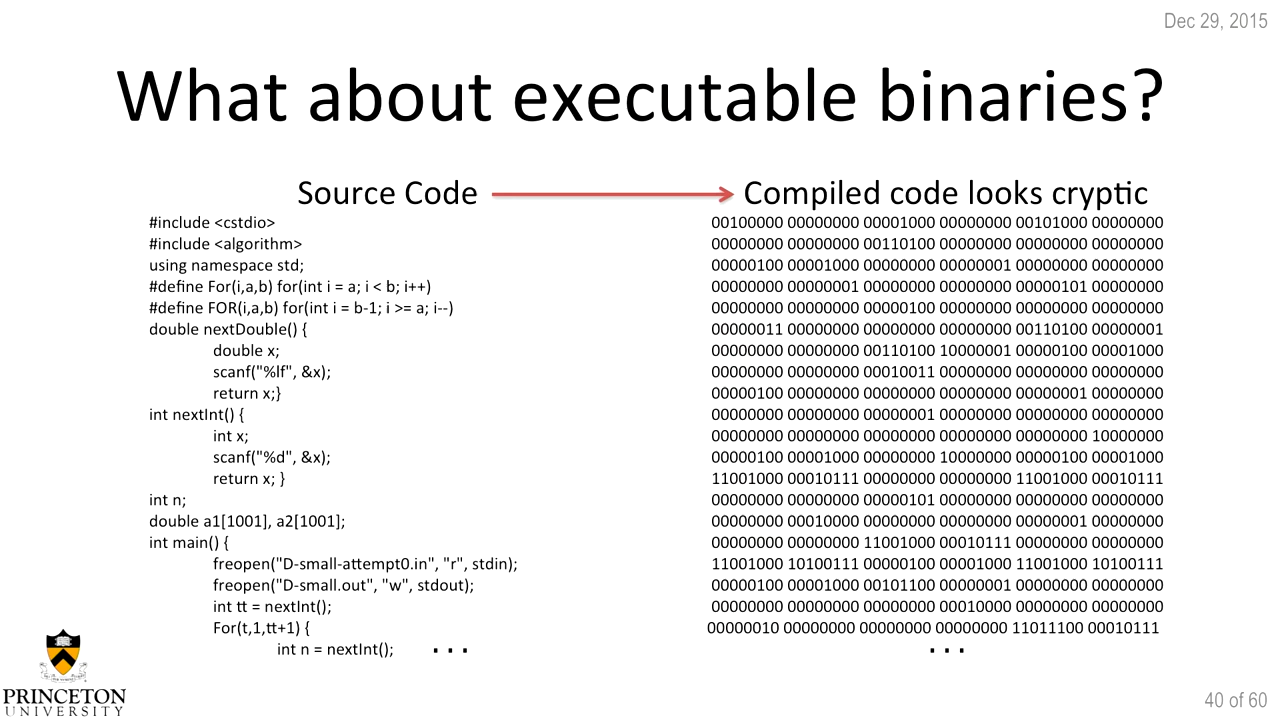 Dec 29, 2015
What about executable binaries?
Source Code
#include <cstdio>
#include <algorithm>
using namespace std;
#define For(i,a,b) for(int i = a; i < b; i++)
#define FOR(i,a,b) for(int i = b-1; i >= a; i--)
double nextDouble() {
double x;
scanf("%lf", &x);
return x;}
int nextInt() {
int x;
scanf("%d", &x);
return x; }
int n;
double a1[1001], a2[1001];
int main() {
freopen("D-small-attempt0.in", "r", stdin);
freopen("D-small.out", "w", stdout);
int tt = nextInt();
For(t,1,tt+1) {
int n = nextInt(); ...
Compiled code looks cryptic
00100000 00000000 00001000 00000000 00101000 00000000
00000000 00000000 00110100 00000000 00000000 00000000
00000100 00001000 00000000 00000001 00000000 00000000
00000000 00000001 00000000 00000000 00000101 00000000
00000000 00000000 00000100 00000000 00000000 00000000
00000011 00000000 00000000 00000000 00110100 00000001
00000000 00000000 00110100 10000001 00000100 00001000
00000000 00000000 00010011 00000000 00000000 00000000
00000100 00000000 00000000 00000000 00000001 00000000
00000000 00000000 00000001 00000000 00000000 00000000
00000000 00000000 00000000 00000000 00000000 10000000
00000100 00001000 00000000 10000000 00000100 00001000
11001000 00010111 00000000 00000000 11001000 00010111
00000000 00000000 00000101 00000000 00000000 00000000
00000000 00010000 00000000 00000000 00000001 00000000
00000000 00000000 11001000 00010111 00000000 00000000
11001000 10100111 00000100 00001000 11001000 10100111
00000100 00001000 00101100 00000001 00000000 00000000
00000000 00000000 00000000 00010000 00000000 00000000
00000010 00000000 00000000 00000000 11011100 00010111
...
PRINCETON
UNIVERSITY
40 of 60